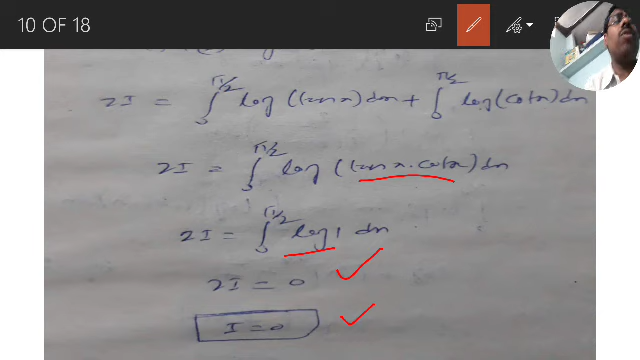 10 OF 18
2I = ∫₀^π/2 log (tan x) dx + ∫₀^π/2 log (cot x) dx
2I = ∫₀^π/2 log (tan x . cot x) dx
2I = ∫₀^π/2 log 1 dx
2I = 0
I = 0